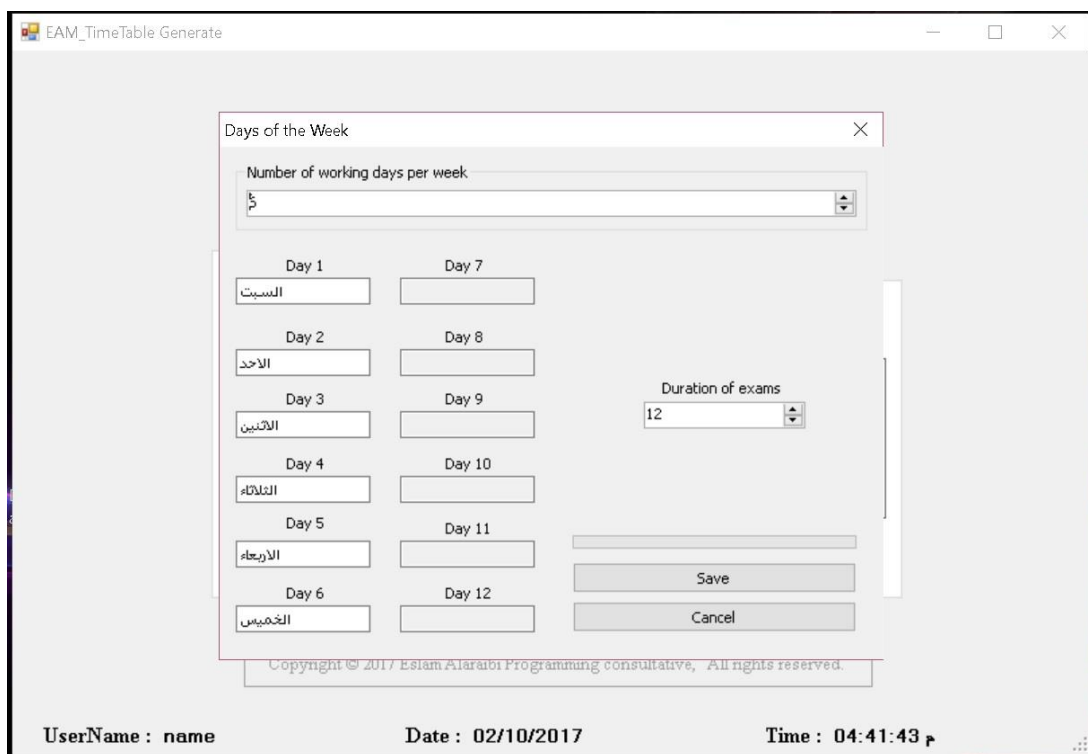 EAM_TimeTable Generate
Days of the Week
Number of working days per week
Day 1
Day 7
السبت
Day 2
Day 8
الاحد
Day 3
Day 9
الاثنين
Duration of exams
12
Day 4
Day 10
الثلاثاء
Day 5
Day 11
الاربعاء
Day 6
Day 12
الخميس
Save
Cancel
Copyright © 2017 Eslam Alaraibi Programming consultative, All rights reserved.
UserName : name
Date : 02/10/2017
Time : 04:41:43 م